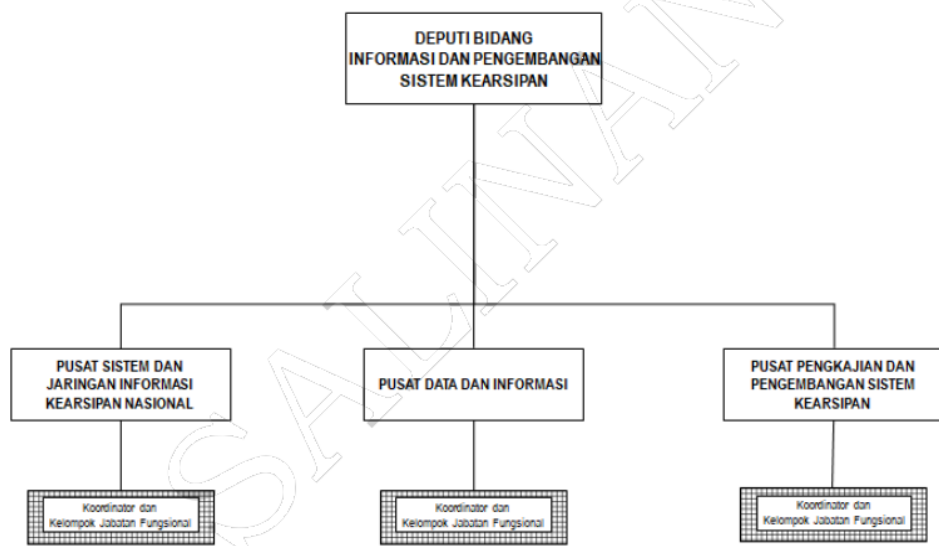 DEPUTI BIDANG
INFORMASI DAN PENGEMBANGAN
SISTEM KEARSIPAN
SALINAN
PUSAT SISTEM DAN
JARINGAN INFORMASI
KEARSIPAN NASIONAL
PUSAT DATA DAN INFORMASI
PUSAT PENGKAJIAN DAN
PENGEMBANGAN SISTEM
KEARSIPAN
Koordinator dan
Kelompok Jabatan Fungsional
Koordinator dan
Kelompok Jabatan Fungsional
Koordinator dan
Kelompok Jabatan Fungsional